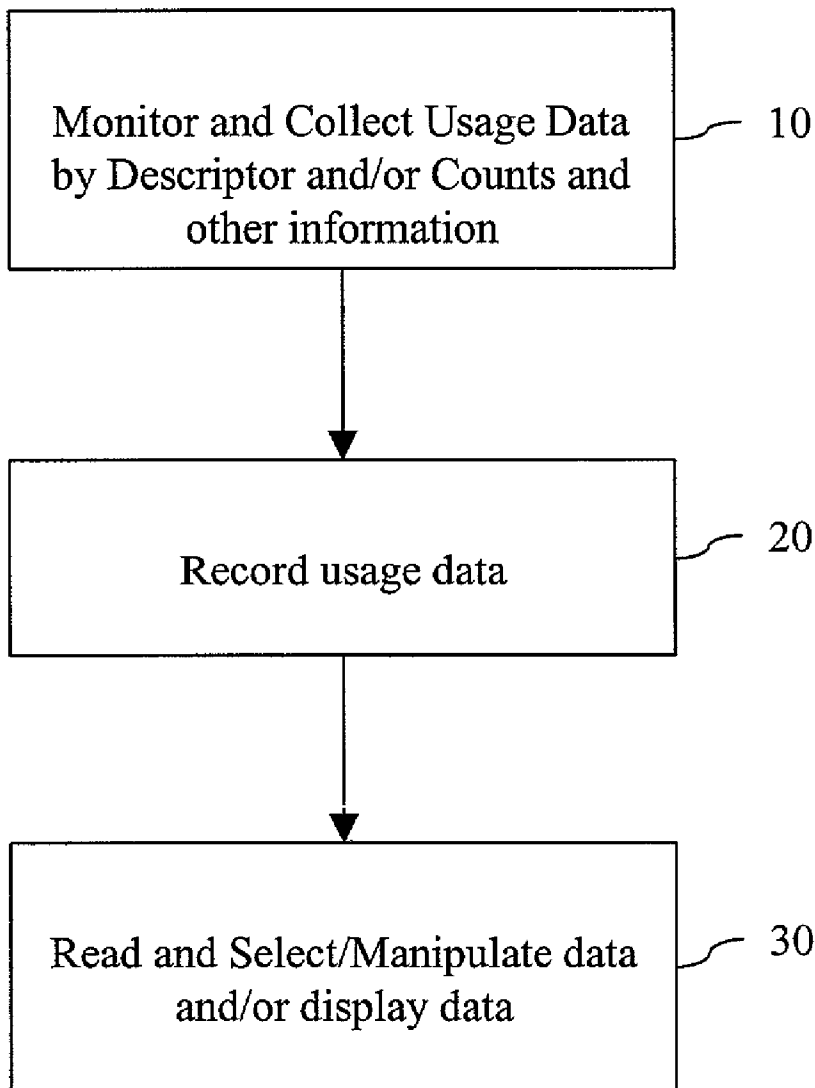 Monitor and Collect Usage Data
by Descriptor and/or Counts and
other information
10
Record usage data
20
Read and Select/Manipulate data
and/or display data
30